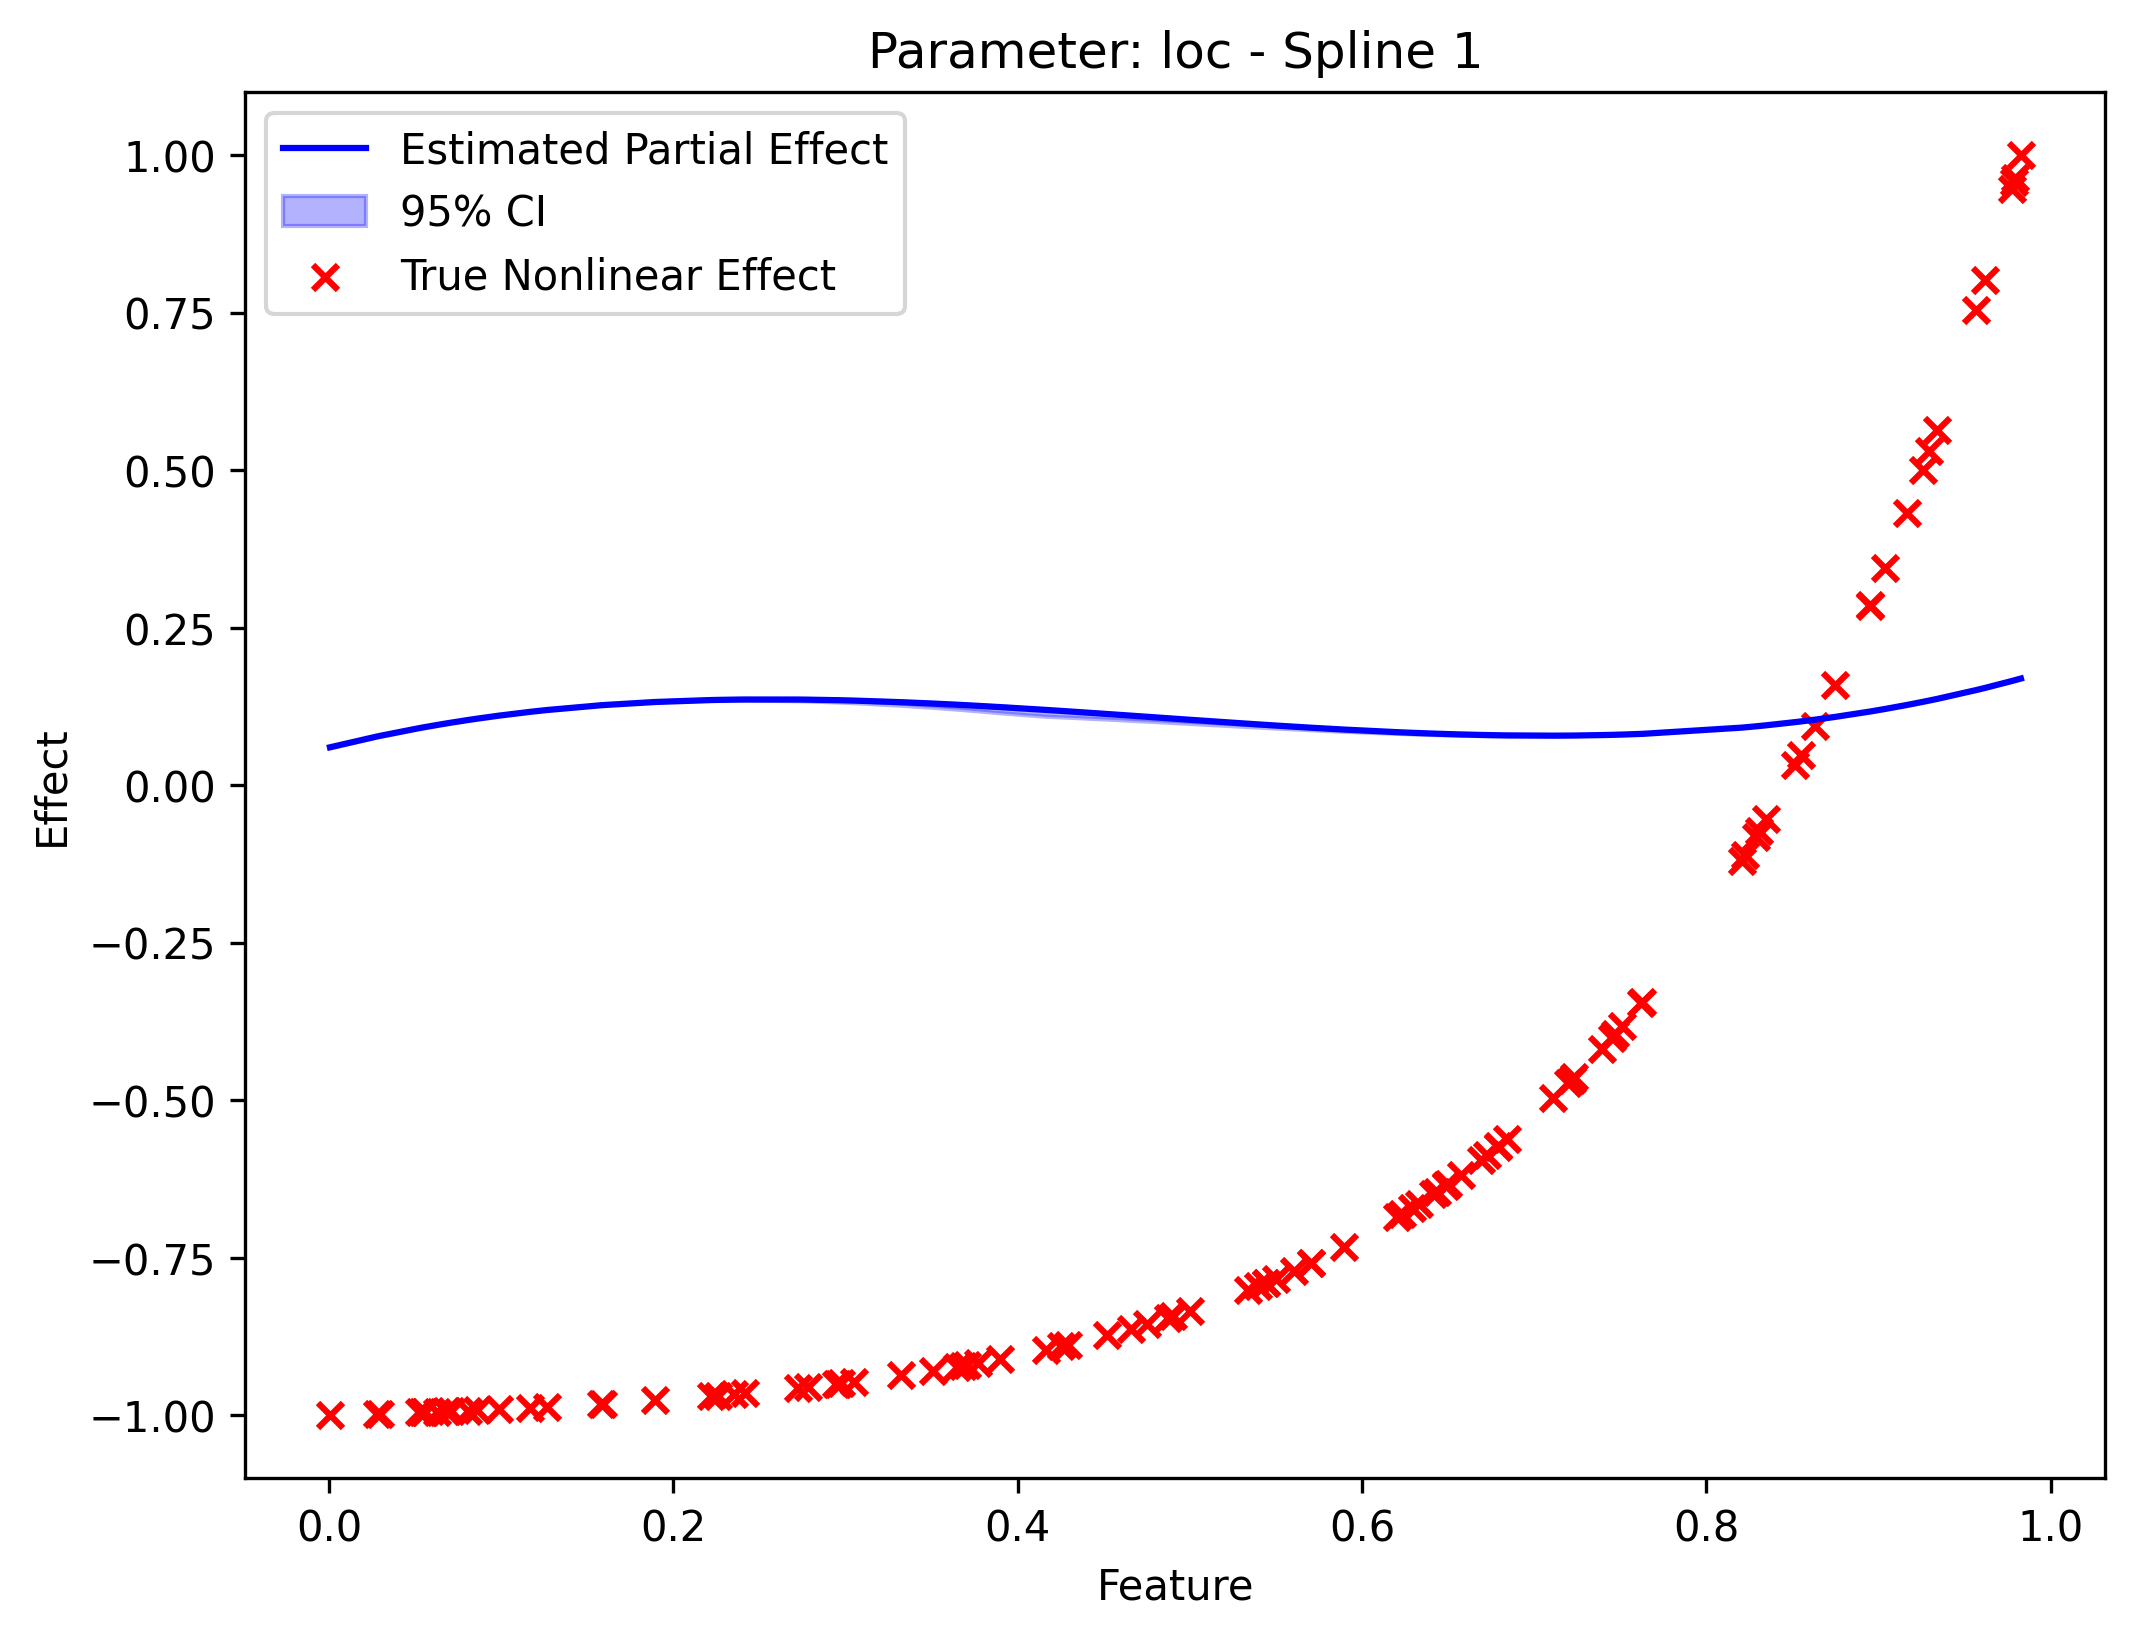 Parameter: loc - Spline 1
Estimated Partial Effect
95% CI
True Nonlinear Effect
1.00
0.75
0.50
0.25
0.00
−0.25
−0.50
−0.75
−1.00
Effect
0.0 0.2 0.4 0.6 0.8 1.0
Feature